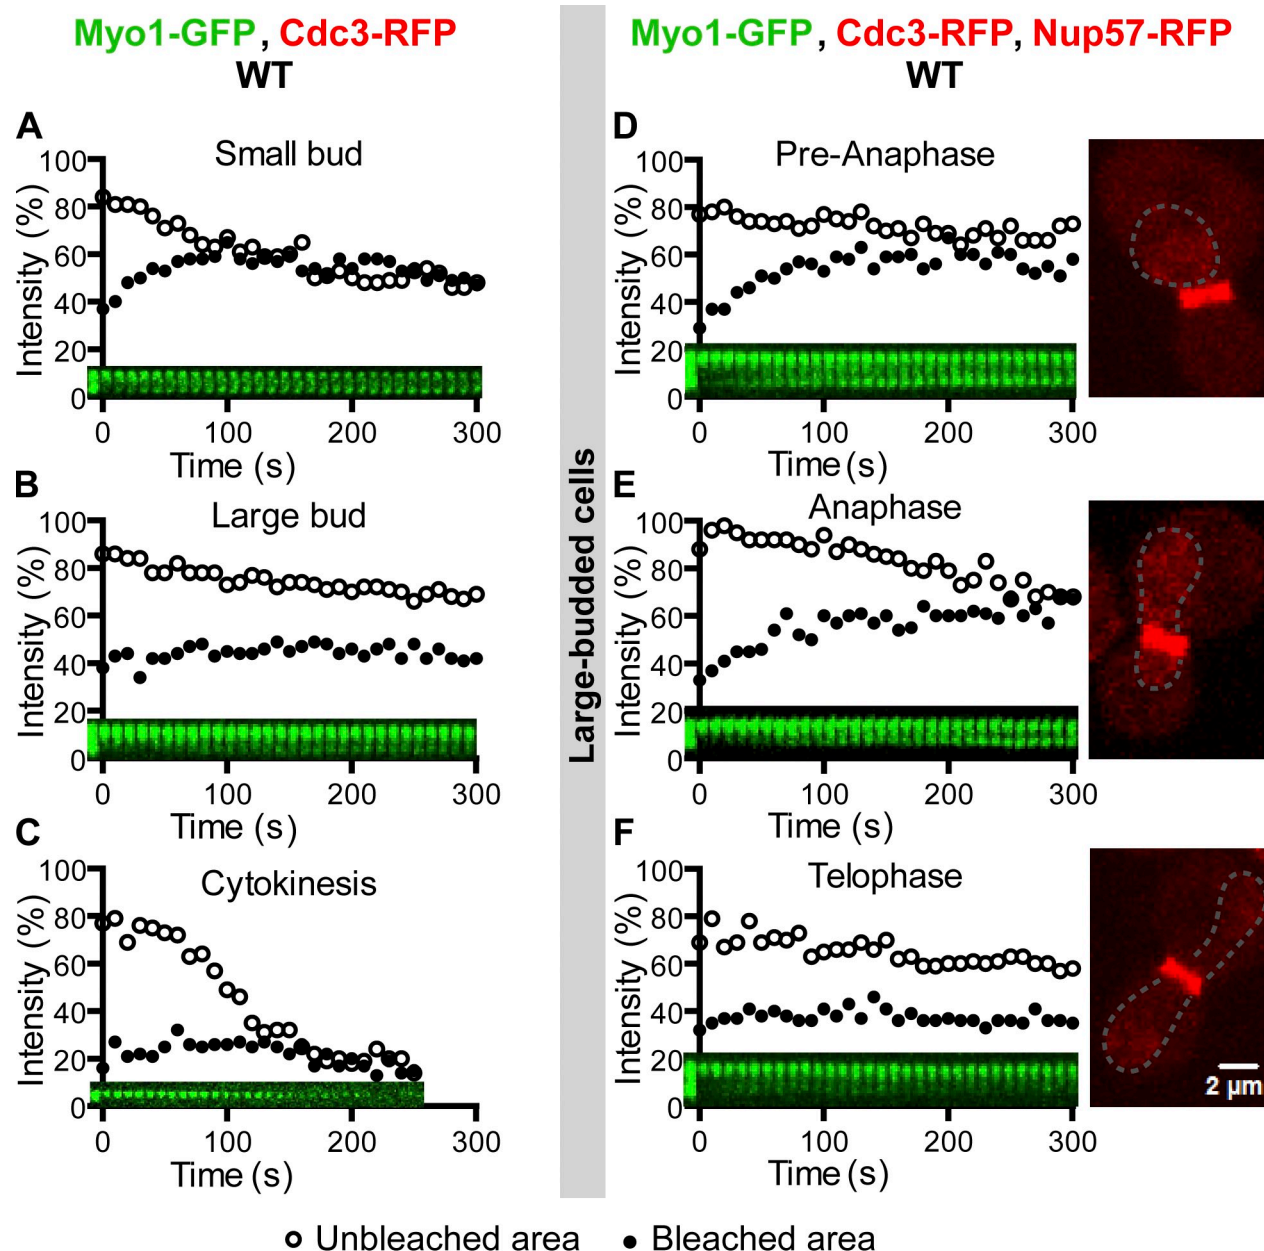 Myo1-GFP, Cdc3-RFP
WT
A
Small bud
Intensity (%)
100
80
60
40
20
0
0 100 200 300
Time (s)
B
Large bud
Intensity (%)
100
80
60
40
20
0
0 100 200 300
Time (s)
C
Cytokinesis
Intensity (%)
100
80
60
40
20
0
0 100 200 300
Time (s)
Large-budded cells
Myo1-GFP, Cdc3-RFP, Nup57-RFP
WT
D
Pre-Anaphase
Intensity (%)
100
80
60
40
20
0
0 100 200 300
Time (s)
E
Anaphase
Intensity (%)
100
80
60
40
20
0
0 100 200 300
Time (s)
F
Telophase
Intensity (%)
100
80
60
40
20
0
0 100 200 300
Time (s)
2 µm
Unbleached area
Bleached area